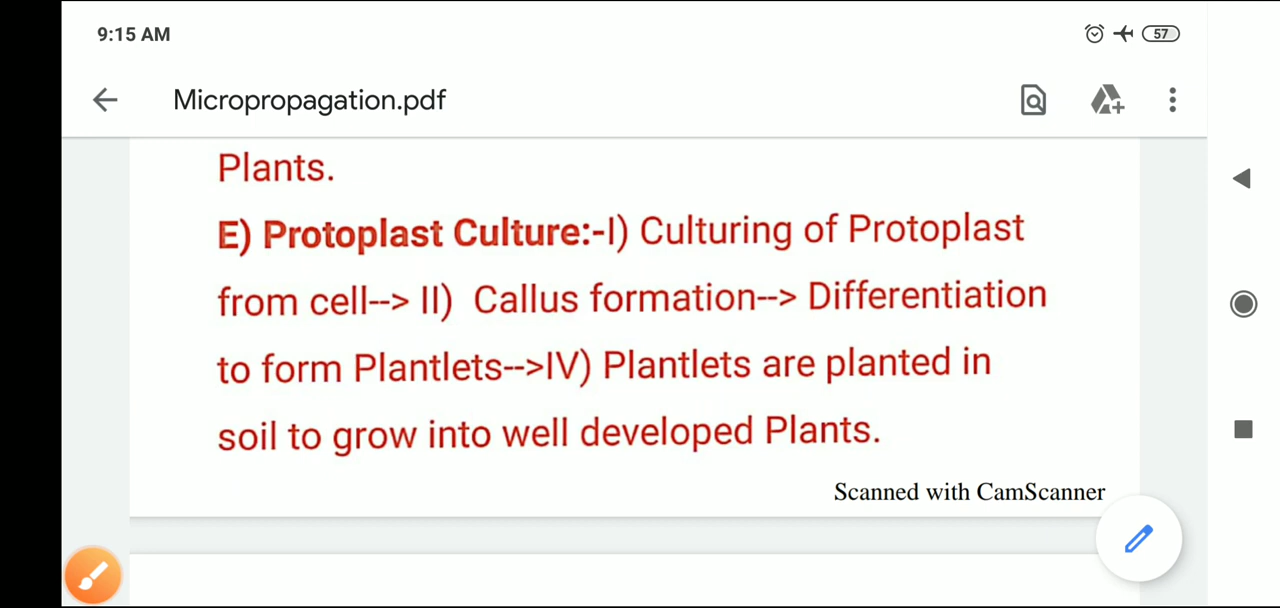 9:15 AM
57
Micropropagation.pdf
Plants.
E) Protoplast Culture:-I) Culturing of Protoplast
from cell--> II) Callus formation--> Differentiation
to form Plantlets-->IV) Plantlets are planted in
soil to grow into well developed Plants.
Scanned with CamScanner